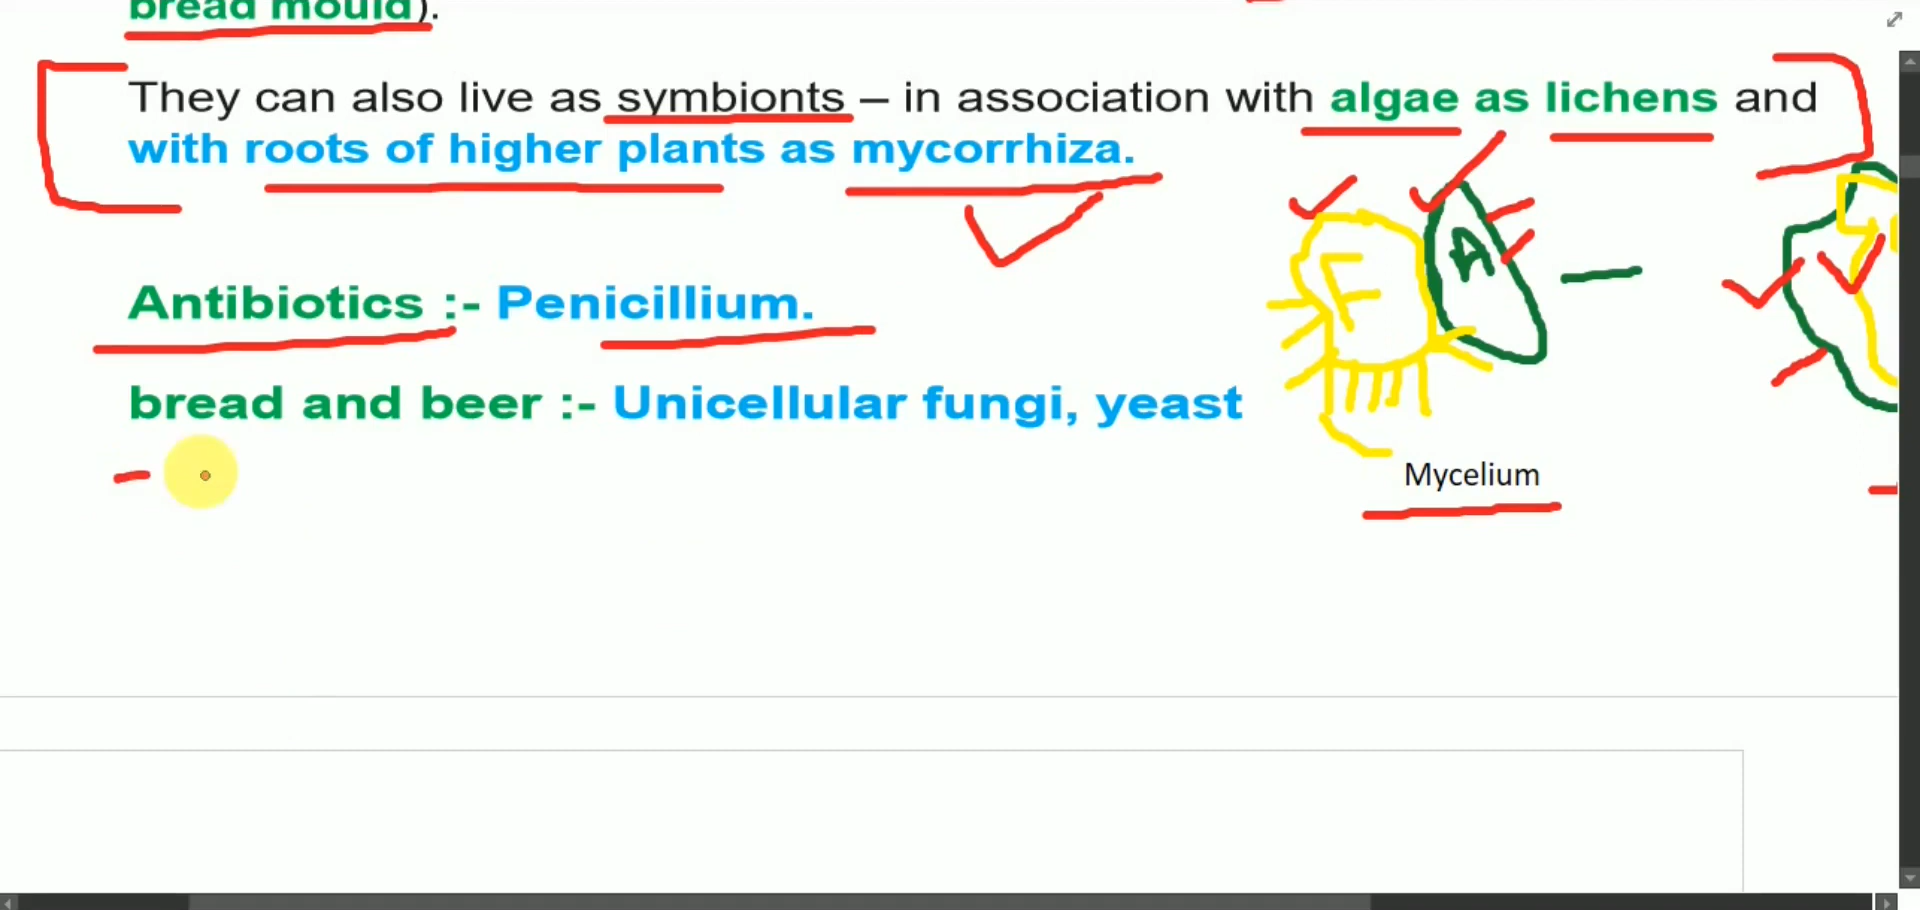 bread mould).
They can also live as symbionts – in association with algae as lichens and
with roots of higher plants as mycorrhiza.
Antibiotics :- Penicillium.
bread and beer :- Unicellular fungi, yeast
F
A
Mycelium